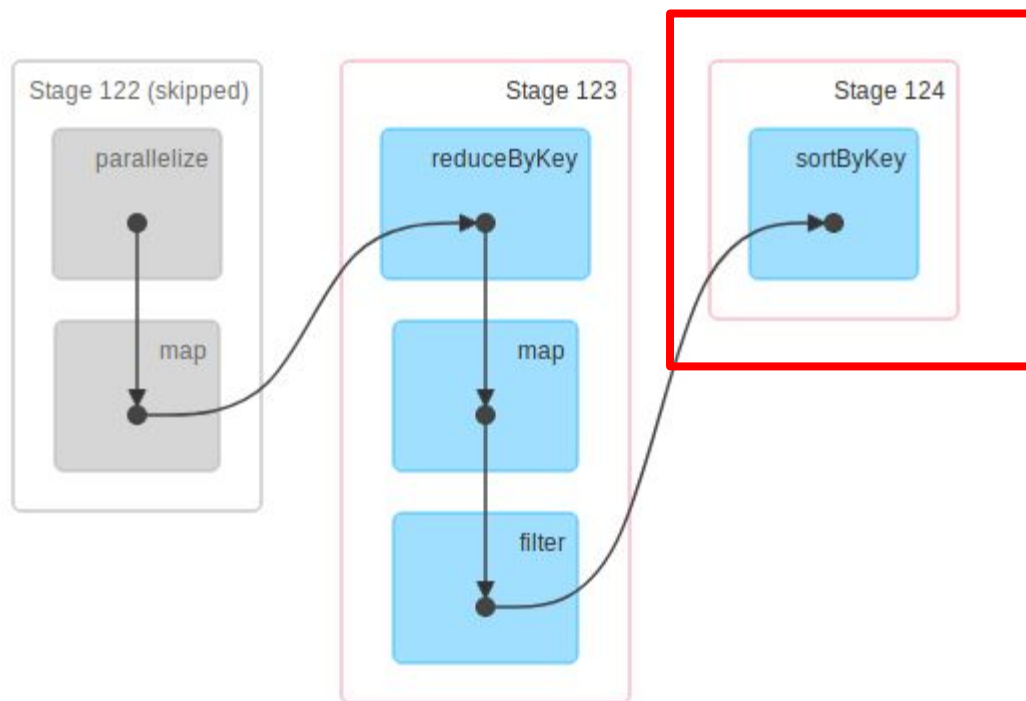 Stage 122 (skipped)
parallelize
map
Stage 123
reduceByKey
map
filter
Stage 124
sortByKey